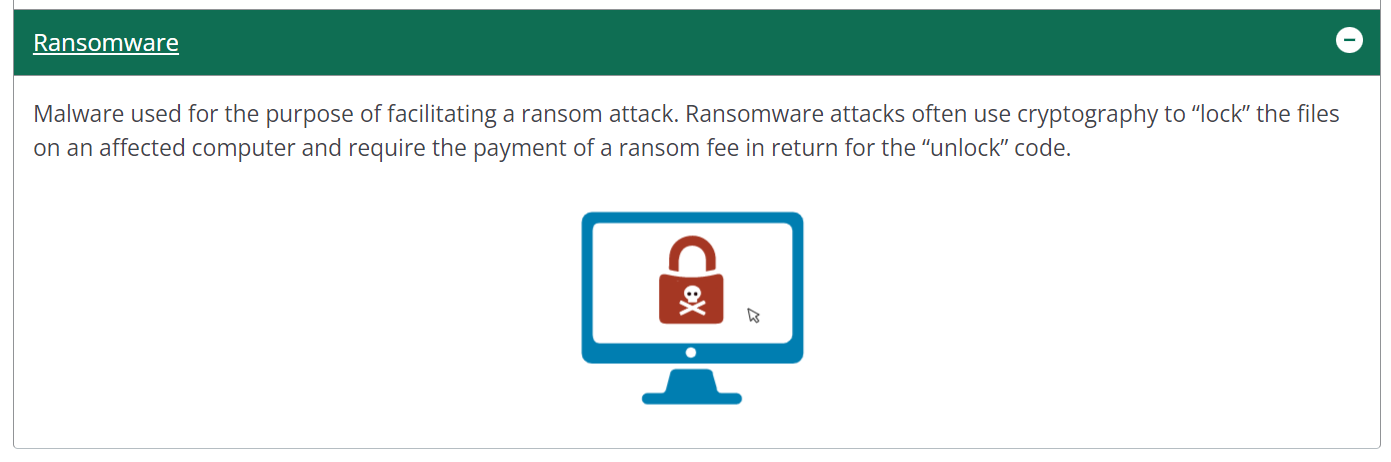 Ransomware
Malware used for the purpose of facilitating a ransom attack. Ransomware attacks often use cryptography to “lock” the files
on an affected computer and require the payment of a ransom fee in return for the “unlock” code.